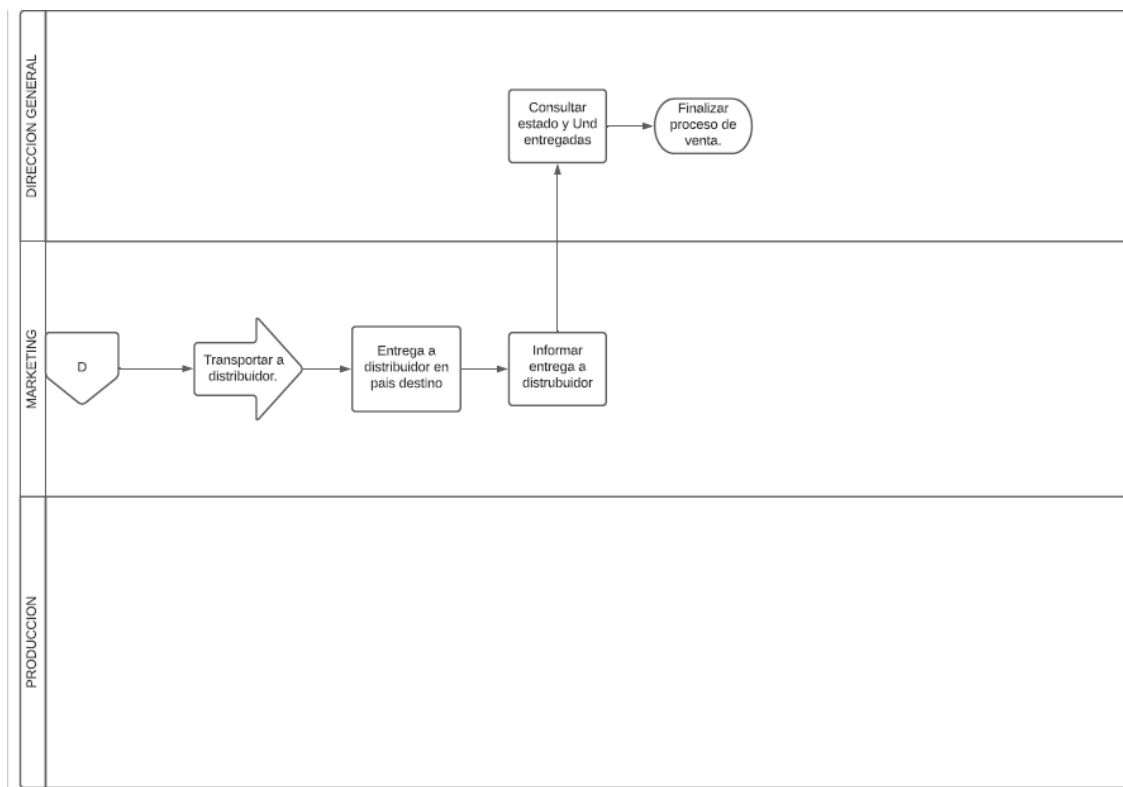 DIRECCION GENERAL
Consultar
estado y Und
entregadas
Finalizar
proceso de
venta.
MARKETING
D
Transportar a
distribuidor.
Entrega a
distribuidor en
pais destino
Informar
entrega a
distrubuidor
PRODUCCION